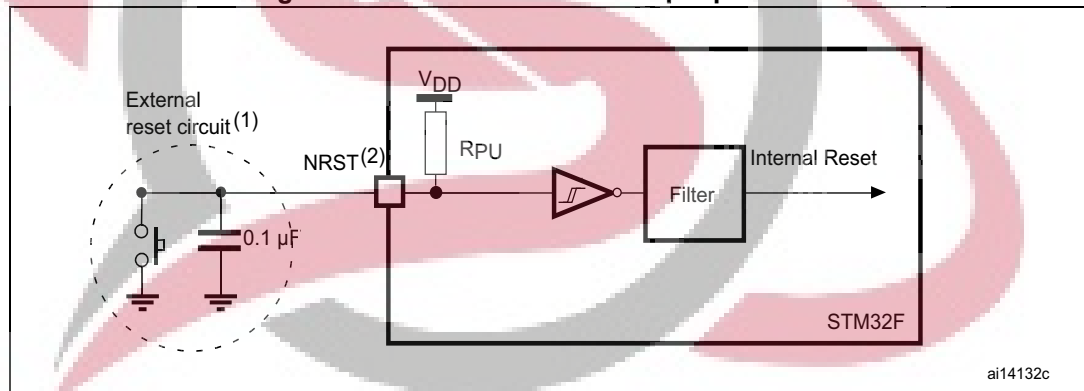 External
reset circuit(1)
VDD
RPU
NRST(2)
Internal Reset
Filter
0.1 µF
STM32F
ai14132c